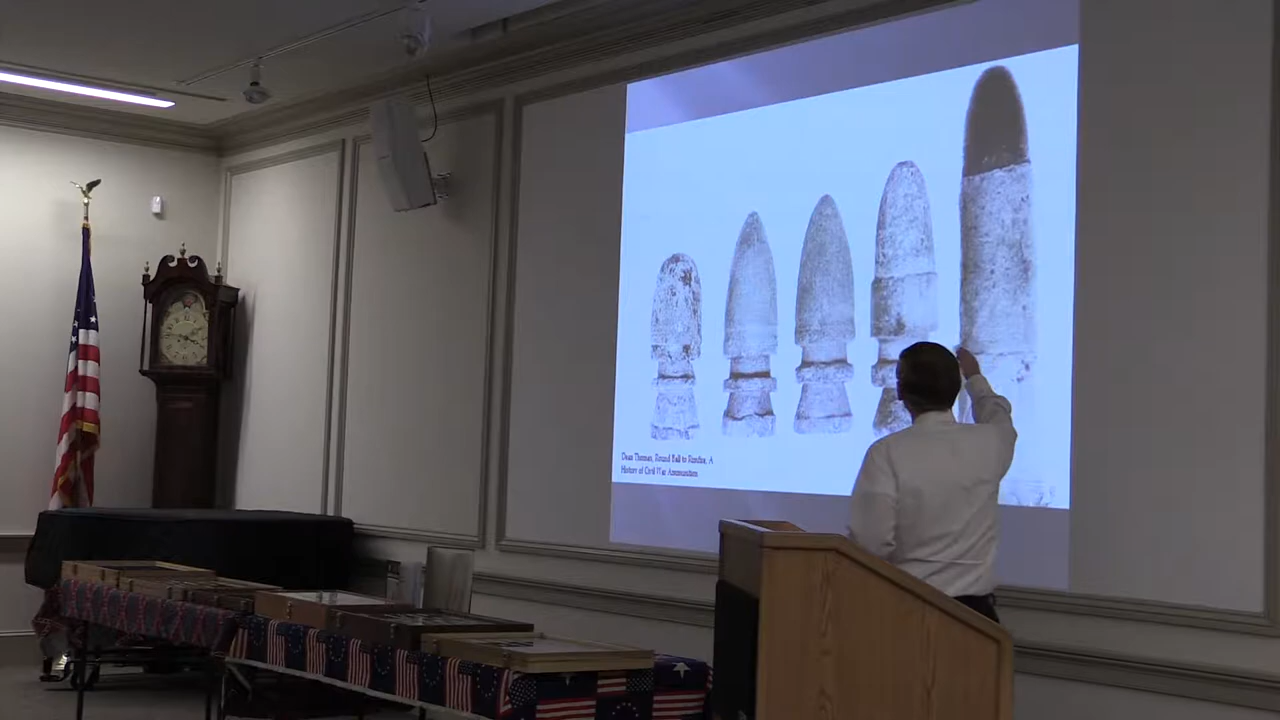 Dean Thomas, Round Ball to Rimfire, A
History of Civil War Ammunition